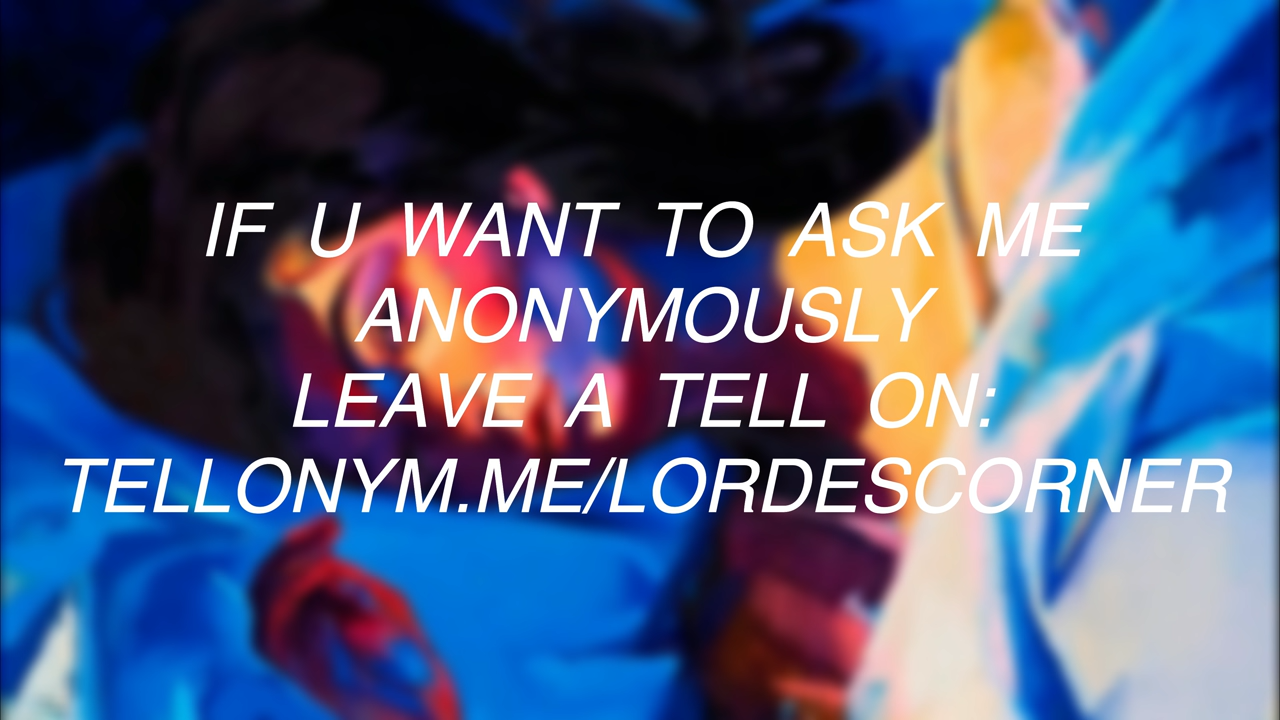 IF U WANT TO ASK ME
ANONYMOUSLY
LEAVE A TELL ON:
TELLONYM.ME/LORDESCORNER